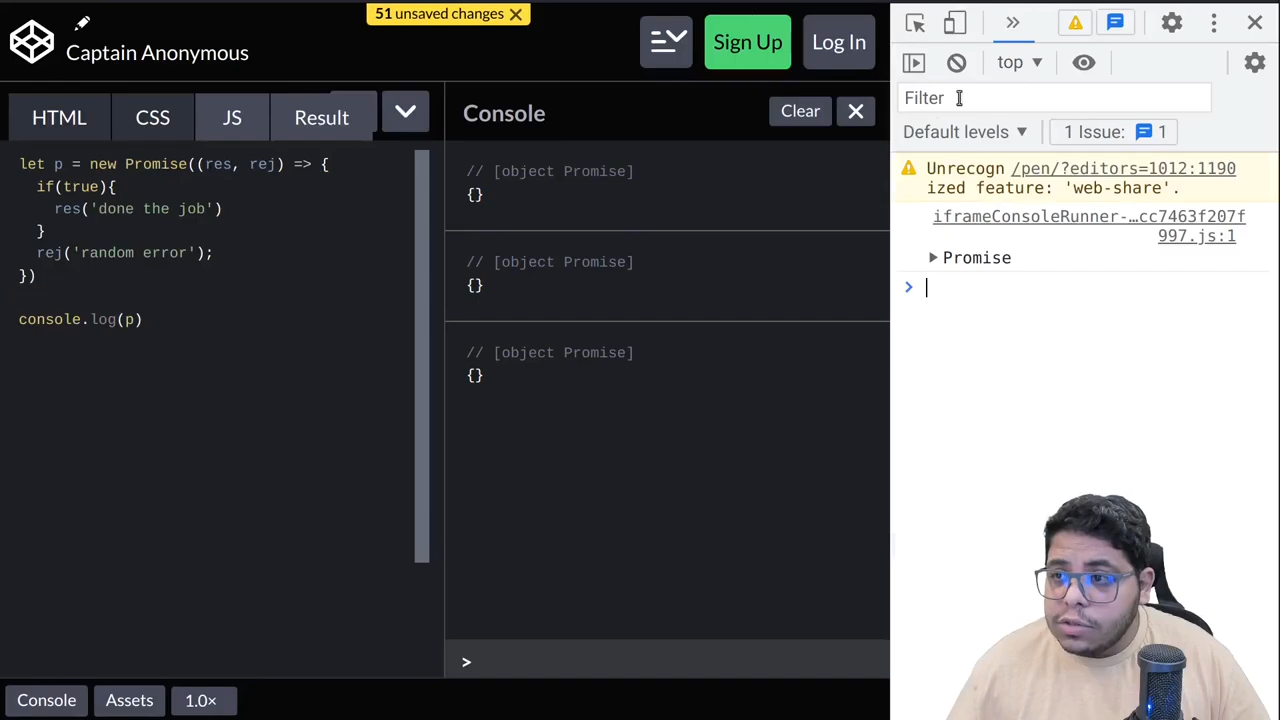 51 unsaved changes
Captain Anonymous
Sign Up
Log In
HTML
CSS
JS
Result
let p = new Promise((res, rej) => {
if(true){
res('done the job')
}
rej('random error');
})
console.log(p)
Console
Clear
// [object Promise]
{}
// [object Promise]
{}
// [object Promise]
{}
>
Console
Assets
1.0×
top
Filter
Default levels
1 Issue:
1
Unrecogn /pen/?editors=1012:1190
ized feature: 'web-share'.
iframeConsoleRunner-…cc7463f207f
997.js:1
Promise